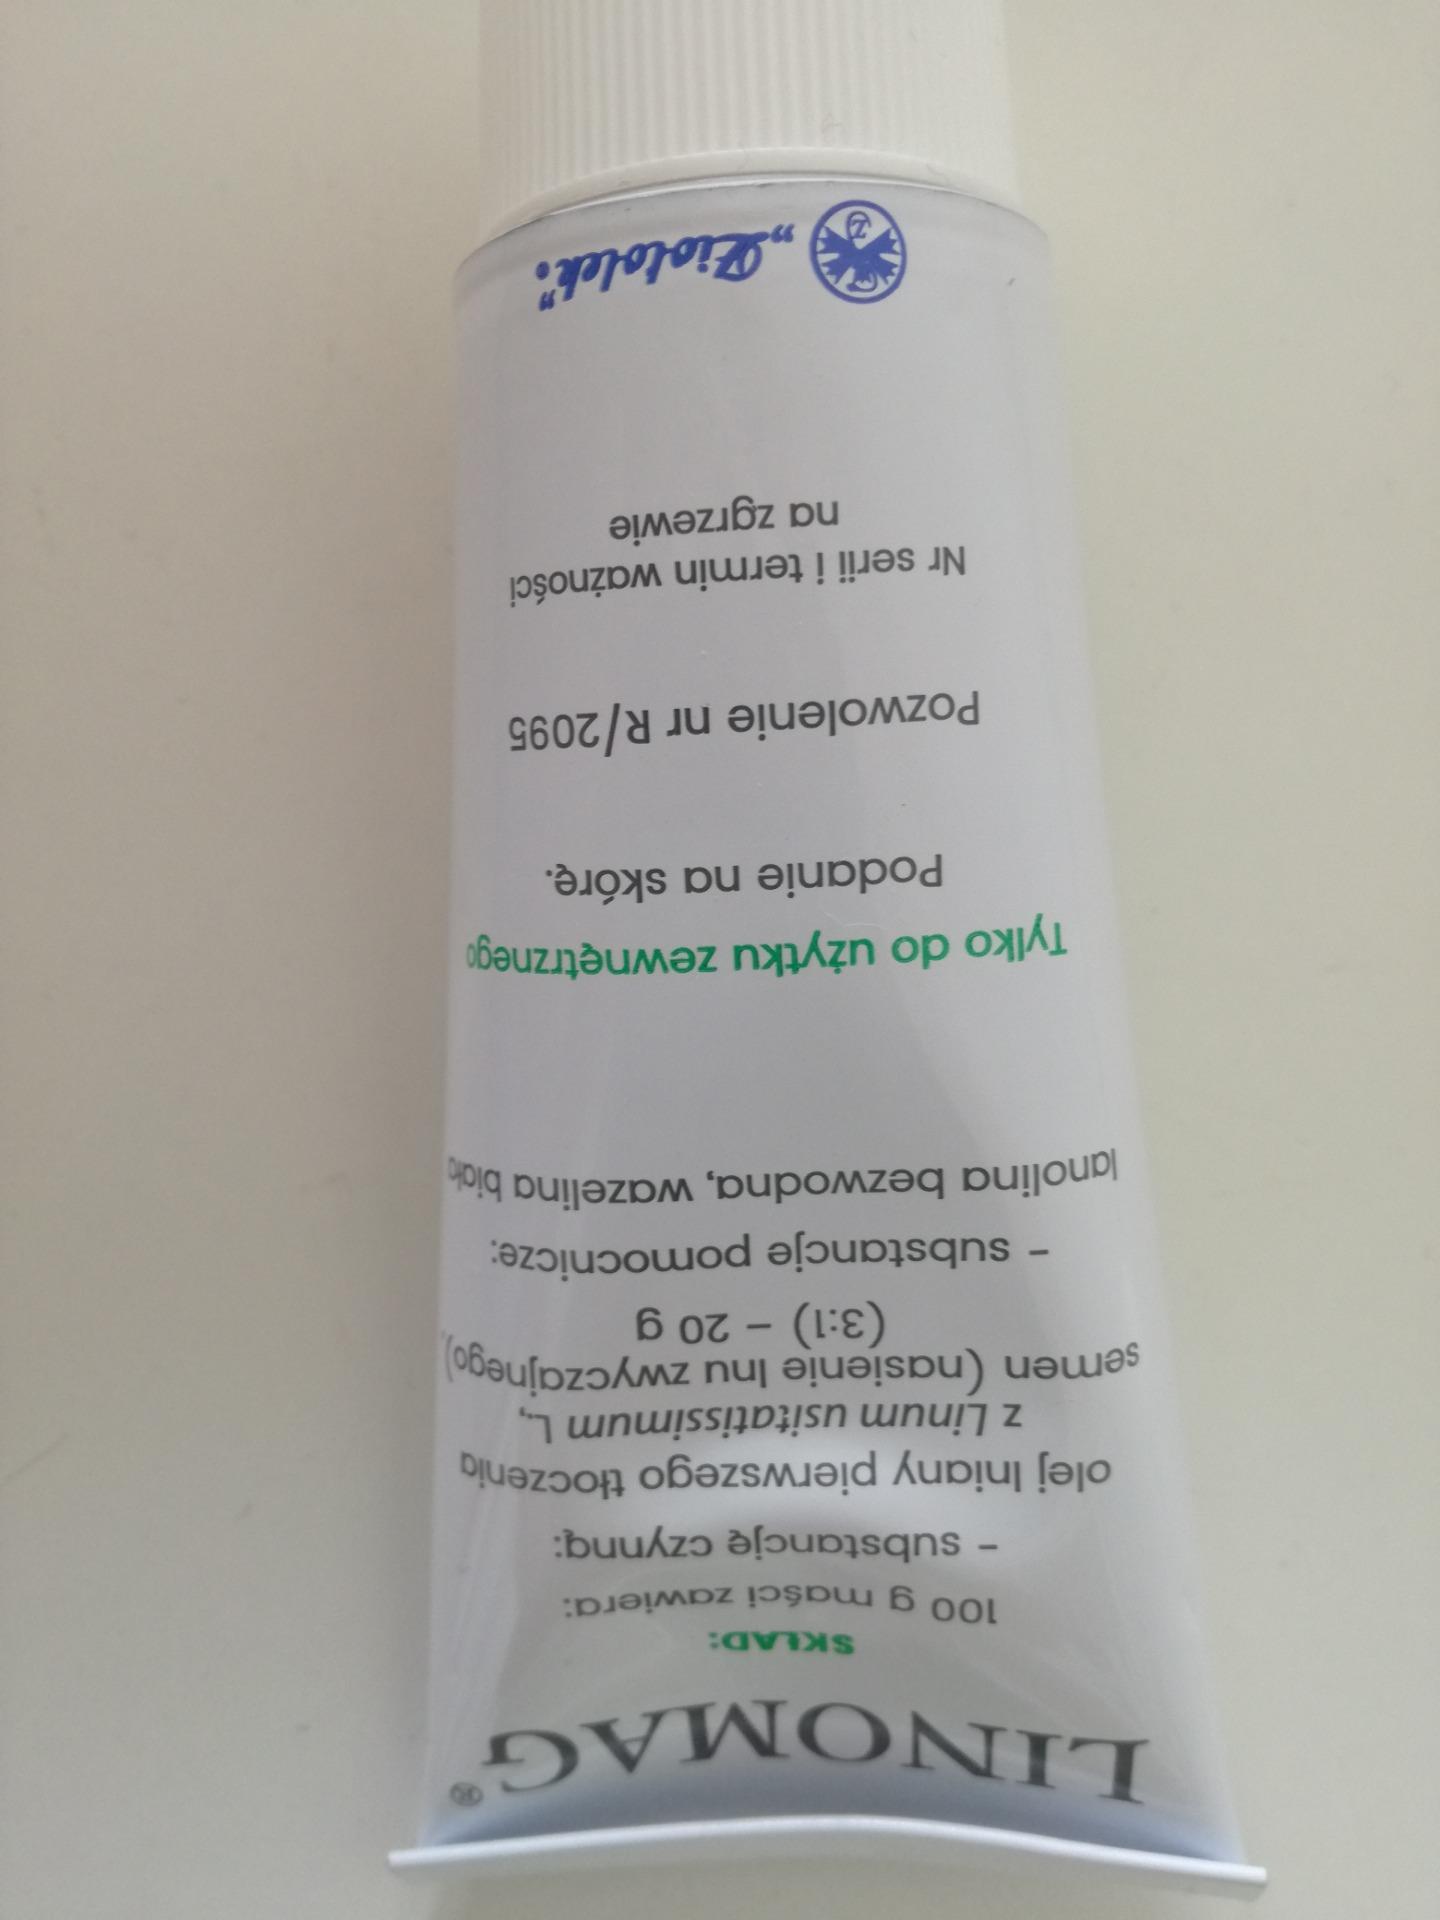 LINOMAG®
SKŁAD:
100 g maści zawiera:
- substancję czynną:
olej lniany pierwszego tłoczenia
z Linum usitatissimum L.,
semen (nasienie lnu zwyczajnego),
(3:1) – 20 g
- substancje pomocnicze:
lanolina bezwodna, wazelina biała
Tylko do użytku zewnętrznego
Podanie na skórę.
Pozwolenie nr R/2095
Nr serii i termin ważności
na zgrzewie
Z „Ziołolek”